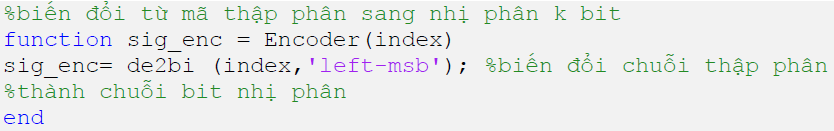 %biến đổi từ mã thập phân sang nhị phân k bit
function sig_enc = Encoder(index)
sig_enc= de2bi (index,'left-msb'); %biến đổi chuỗi thập phân
%thành chuỗi bit nhị phân
end